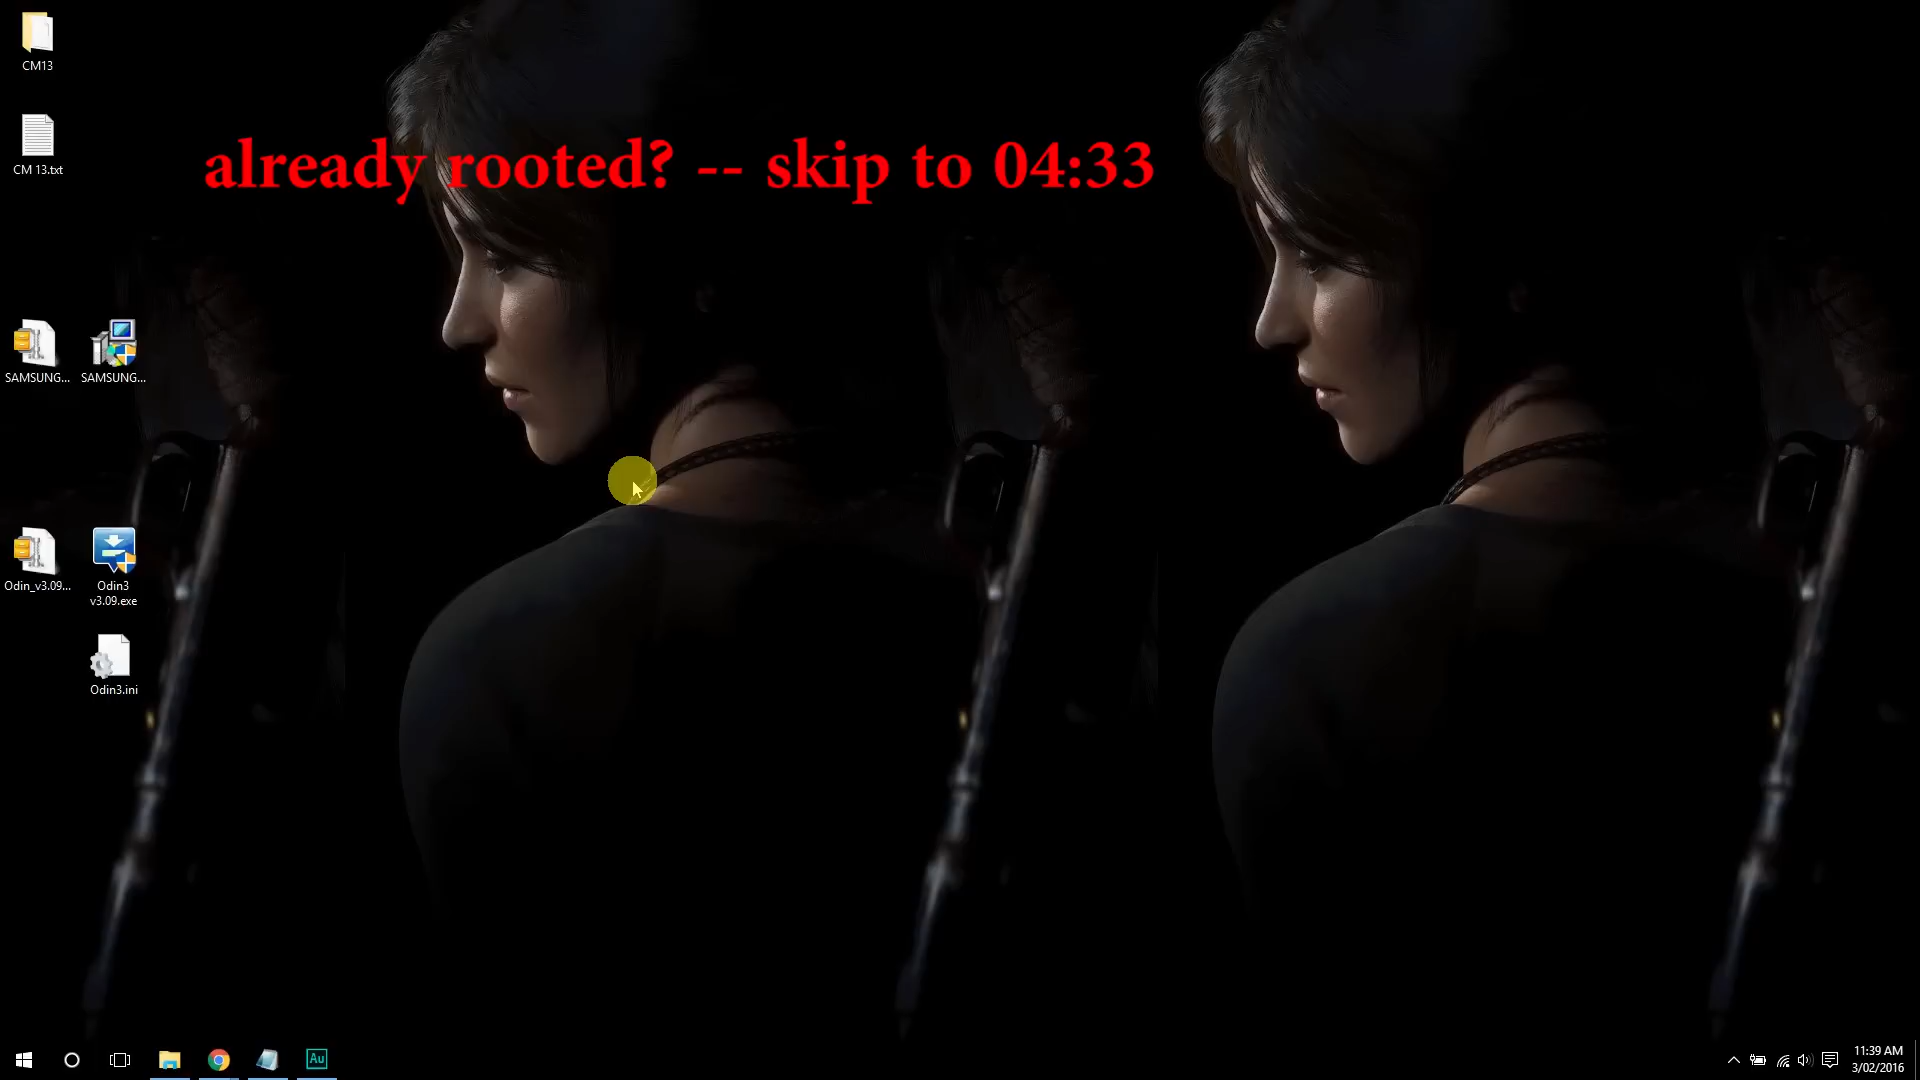 CM13
already rooted? -- skip to 04:33
CM 13.txt
SAMSUNG...
SAMSUNG...
Odin_v3.09...
Odin3
v3.09.exe
Odin3.ini
Au
11:39 AM
3/02/2016